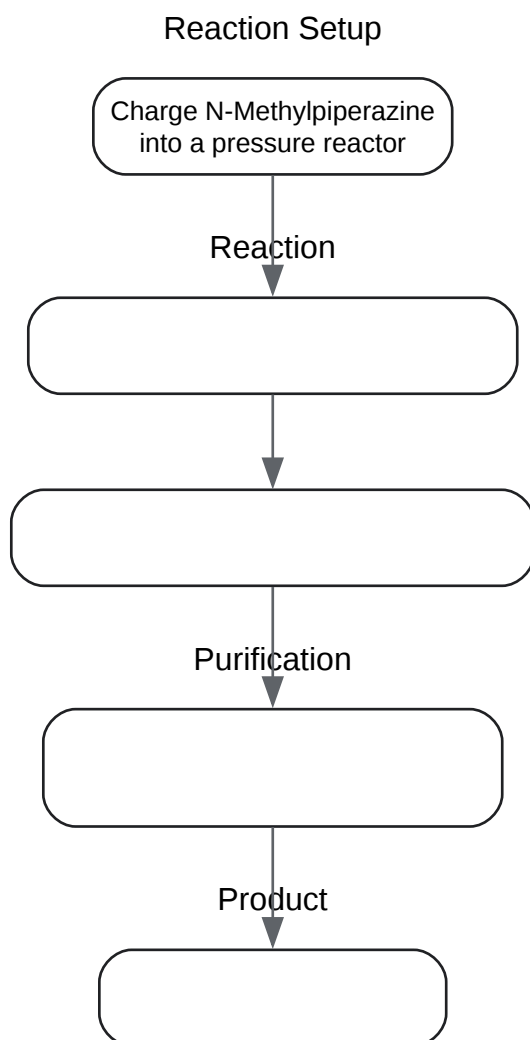 Reaction Setup
Charge N-Methylpiperazine
into a pressure reactor
Reaction
Purification
Product